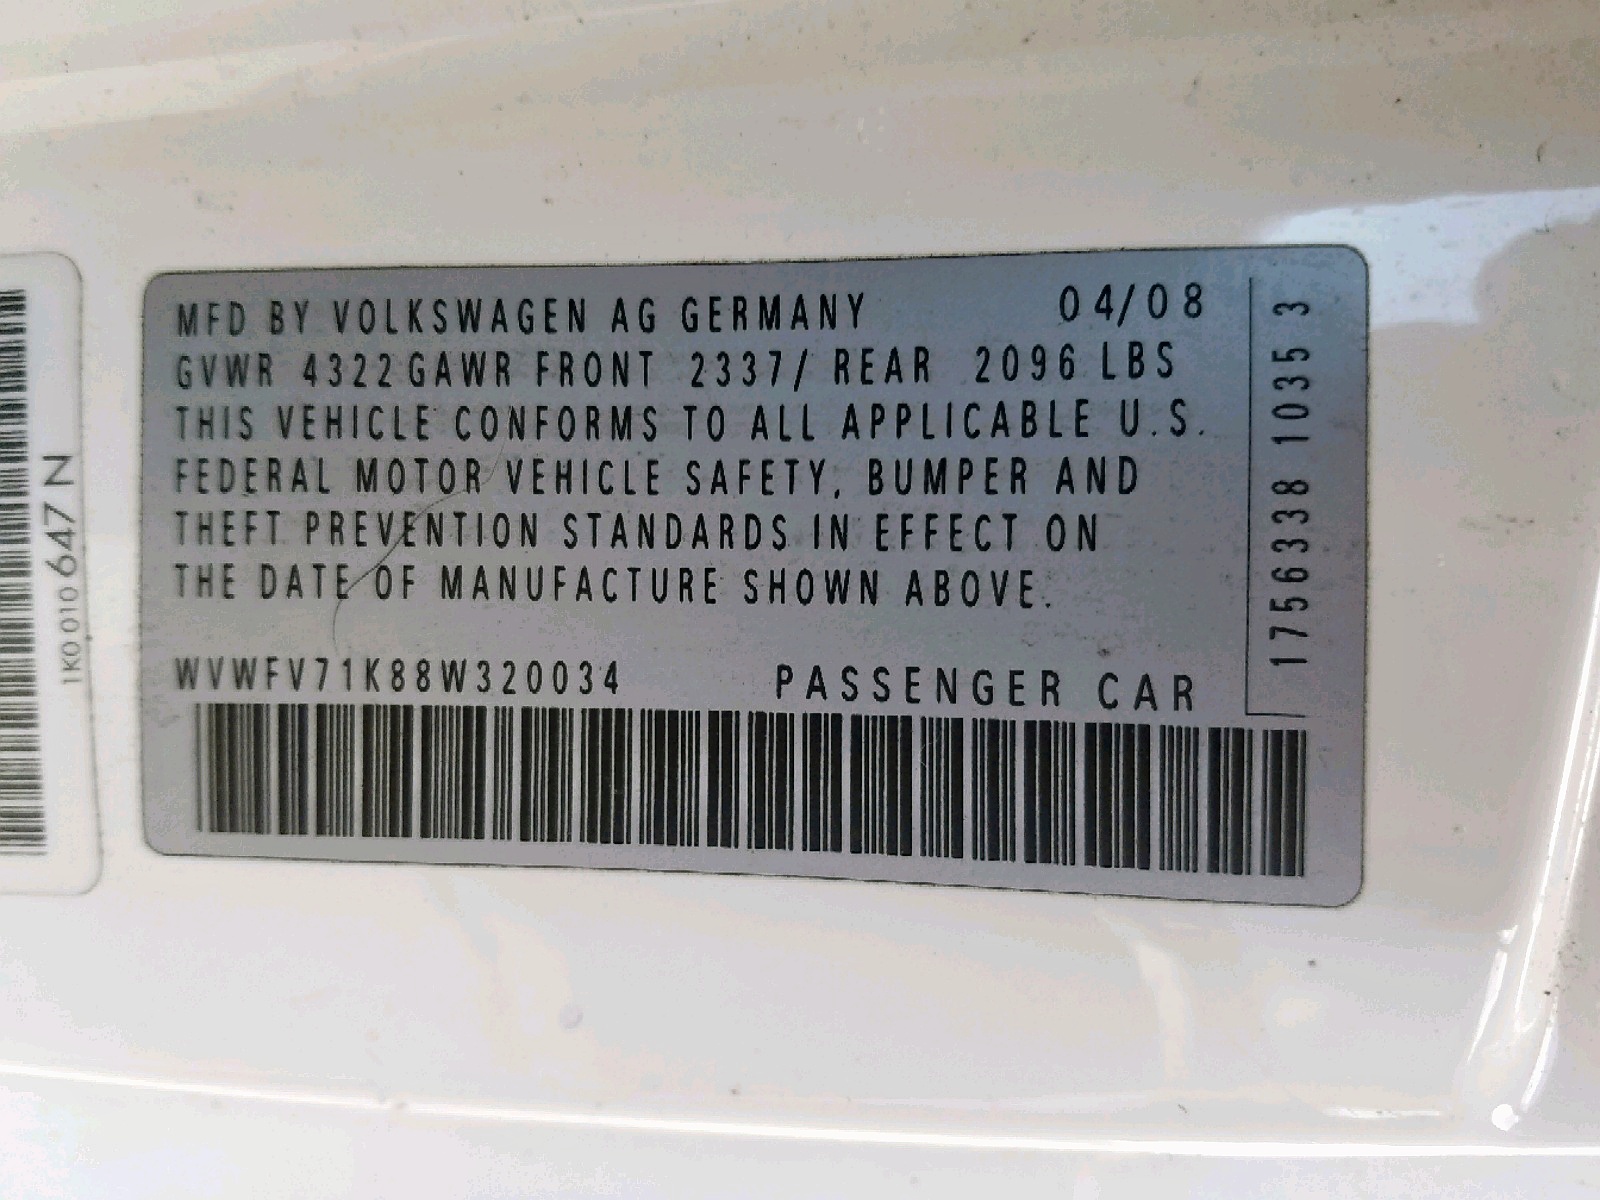 MFD BY VOLKSWAGEN AG GERMANY 04/08
GVWR 4322 GAWR FRONT 2337/ REAR 2096 LBS
THIS VEHICLE CONFORMS TO ALL APPLICABLE U.S.
FEDERAL MOTOR VEHICLE SAFETY, BUMPER AND
THEFT PREVENTION STANDARDS IN EFFECT ON
THE DATE OF MANUFACTURE SHOWN ABOVE.
WVWFV71K88W320034 PASSENGER CAR
1756338 1035 3
1K0 010 647 N